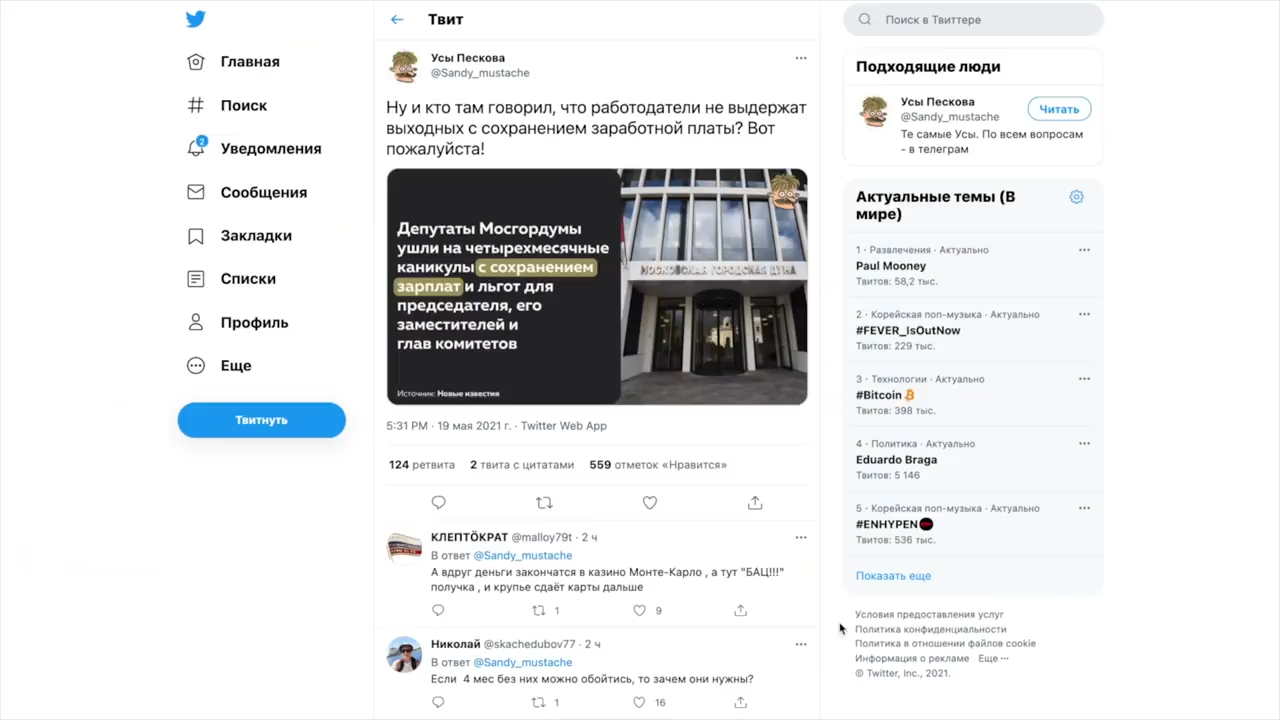 Главная
Поиск
2
Уведомления
Сообщения
Закладки
Списки
Профиль
Еще
Твитнуть
Твит
Усы Пескова
@Sandy_mustache
Ну и кто там говорил, что работодатели не выдержат
выходных с сохранением заработной платы? Вот
пожалуйста!
Депутаты Мосгордумы
ушли на четырехмесячные
каникулы с сохранением
зарплат и льгот для
председателя, его
заместителей и
глав комитетов
Источник: Новые известия
МОСКОВСКАЯ ГОРОДСКАЯ ДУМА
5:31 PM · 19 мая 2021 г. · Twitter Web App
124 ретвита 2 твита с цитатами 559 отметок «Нравится»
КЛЕПТÖКРАТ @malloy79t · 2 ч
В ответ @Sandy_mustache
А вдруг деньги закончатся в казино Монте-Карло , а тут "БАЦ!!!"
получка , и крупье сдаёт карты дальше
1 9
Николай @skachedubov77 · 2 ч
В ответ @Sandy_mustache
Если 4 мес без них можно обойтись, то зачем они нужны?
1 16
Поиск в Твиттере
Подходящие люди
Усы Пескова
@Sandy_mustache
Читать
Те самые Усы. По всем вопросам
- в телеграм
Актуальные темы (В
мире)
1 · Развлечения · Актуально
Paul Mooney
Твитов: 58,2 тыс.
2 · Корейская поп-музыка · Актуально
#FEVER_IsOutNow
Твитов: 229 тыс.
3 · Технологии · Актуально
#Bitcoin
Твитов: 398 тыс.
4 · Политика · Актуально
Eduardo Braga
Твитов: 5 146
5 · Корейская поп-музыка · Актуально
#ENHYPEN
Твитов: 536 тыс.
Показать еще
Условия предоставления услуг
Политика конфиденциальности
Политика в отношении файлов cookie
Информация о рекламе Еще ···
© Twitter, Inc., 2021.